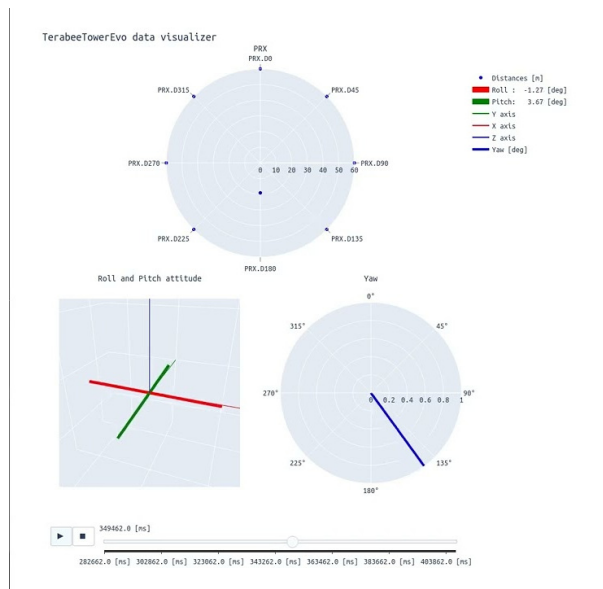 TerabeeTowerEvo data visualizer
PRX
PRX.D0
PRX.D315
PRX.D45
PRX.D270
0 10 20 30 40 50 60
PRX.D90
PRX.D225
PRX.D135
PRX.D180
Distances [m]
Roll : -1.27 [deg]
Pitch: 3.67 [deg]
Y axis
X axis
Z axis
Yaw [deg]
Roll and Pitch attitude
Yaw
0°
315°
45°
270°
0 0.2 0.4 0.6 0.8 1
90°
225°
135°
180°
349462.0 [ms]
282662.0 [ms] 302862.0 [ms] 323062.0 [ms] 343262.0 [ms] 363462.0 [ms] 383662.0 [ms] 403862.0 [ms]